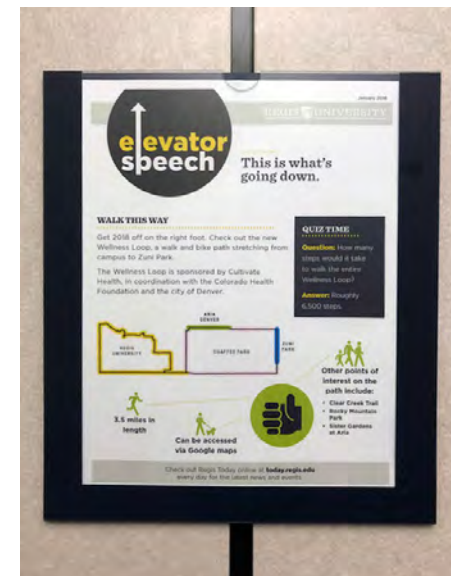 January 2018
REGIS UNIVERSITY
elevator
speech
This is what's
going down.
WALK THIS WAY
Get 2018 off on the right foot. Check out the new
Wellness Loop, a walk and bike path stretching from
campus to Zuni Park.
The Wellness Loop is sponsored by Cultivate
Health, in coordination with the Colorado Health
Foundation and the city of Denver.
QUIZ TIME
Question: How many
steps would it take
to walk the entire
Wellness Loop?
Answer: Roughly
6,500 steps
REGIS
UNIVERSITY
ARIA
DENVER
CHAFFEE PARK
ZUNI
PARK
3.5 miles in
length
Can be accessed
via Google maps
Other points of
interest on the
path include:
• Clear Creek Trail
• Rocky Mountain
Park
• Sister Gardens
at Aria
Check out Regis Today online at today.regis.edu
every day for the latest news and events